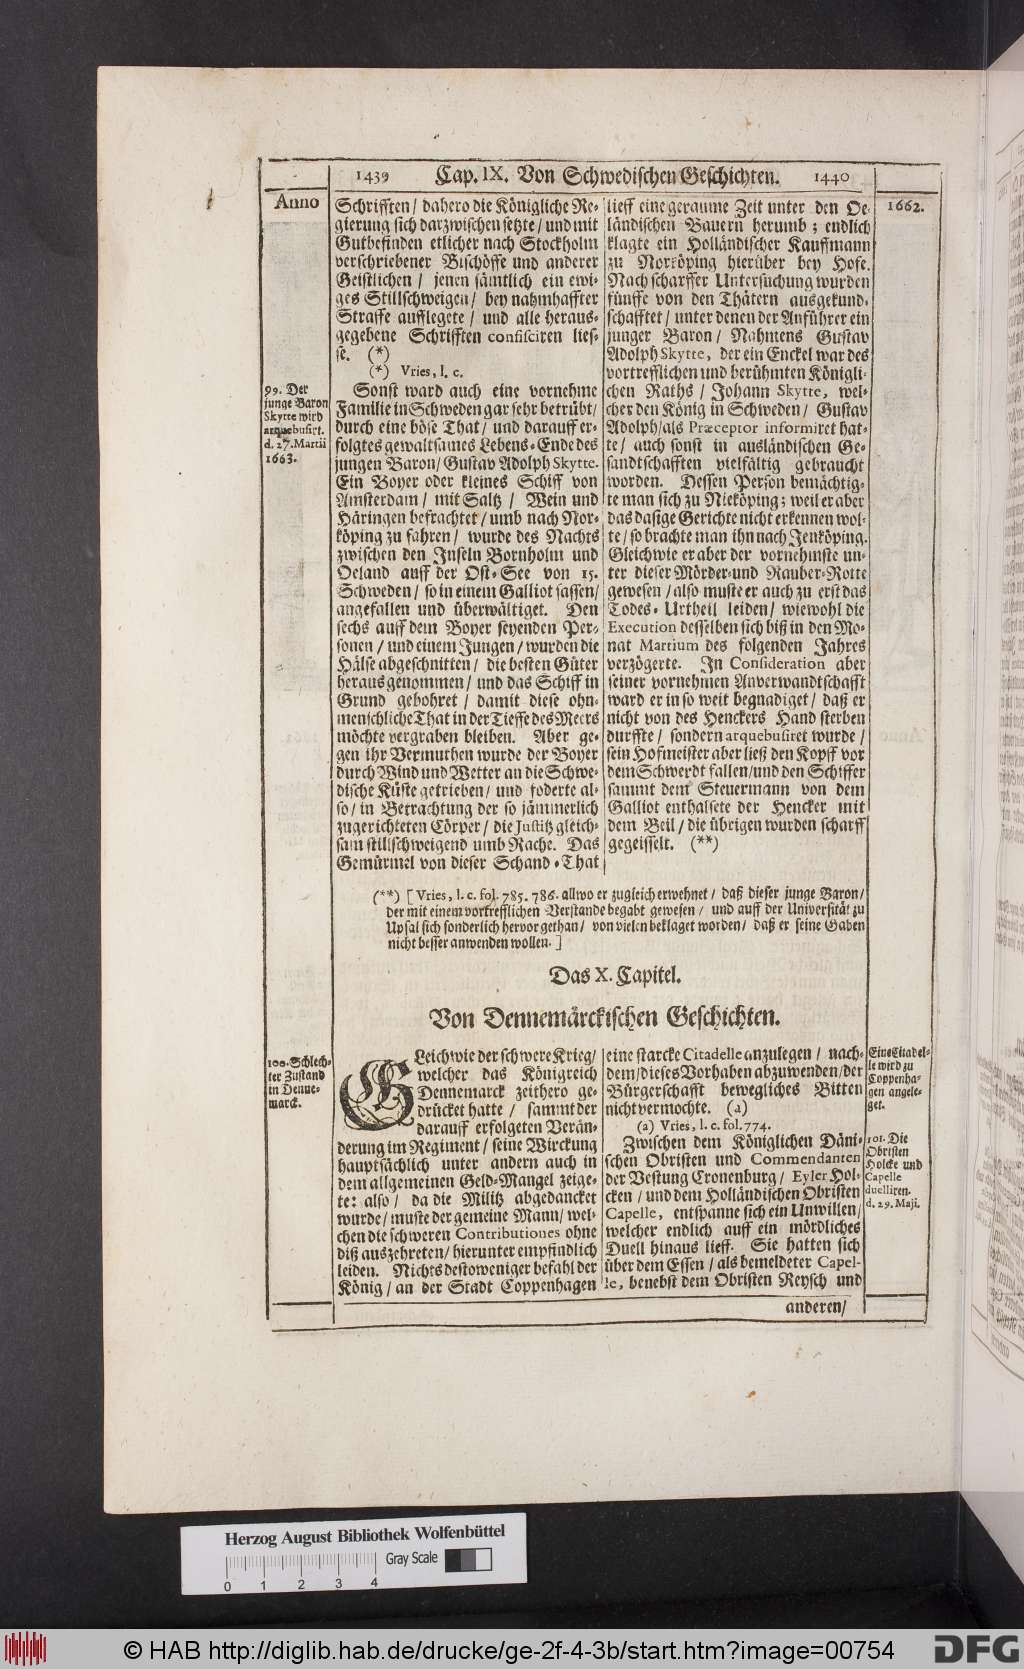 1439 Cap. IX. Von Schwedischen Geschichten. 1440
Anno
1662.
Schrifften / dahero die Königliche Re-
gierung sich darzwischen setzte / und mit
Gutbefinden etlicher nach Stockholm
verschriebener Bischöffe und anderer
Geistlichen / jenen sämtlich ein ewi-
ges Stillschweigen / bey nahmhaffter
Straffe aufflegete / und alle heraus-
gegebene Schrifften confisciren lies-
se. (*)
(*) Vries, l. c.
99. Der
junge Baron
Skytte wird
arquebusirt.
d. 27. Martii
1663.
Sonst ward auch eine vornehme
Familie in Schweden gar sehr betrübt /
durch eine böse That / und darauff er-
folgtes gewaltsames Lebens-Ende des
jungen Baron / Gustav Adolph Skytte.
Ein Boyer oder kleines Schiff von
Amsterdam / mit Saltz / Wein und
Häringen befrachtet / umb nach Nor-
köping zu fahren / wurde des Nachts
zwischen den Inseln Bornholm und
Oeland auff der Ost-See von 15.
Schweden / so in einem Galliot sassen /
angefallen und überwältiget. Den
sechs auff dem Boyer seyenden Per-
sonen / und einem Jungen / wurden die
Hälse abgeschnitten / die besten Güter
heraus genommen / und das Schiff in
Grund gebohret / damit diese ohn-
menschliche That in der Tieffe des Meers
möchte vergraben bleiben. Aber ge-
gen ihr Vermuthen wurde der Boyer
durch Wind und Wetter an die Schwe-
dische Küste getrieben / und foderte al-
so / in Betrachtung der so jämmerlich
zugerichteten Cörper / die Justitz gleich-
sam stillschweigend umb Rache. Das
Gemürmel von dieser Schand-That
lieff eine geraume Zeit unter den Oe-
ländischen Bauern herumb ; endlich
klagte ein Holländischer Kauffmann
zu Norköping hierüber bey Hofe.
Nach scharffer Untersuchung wurden
fünffe von den Thätern ausgekund-
schafftet / unter denen der Anführer ein
junger Baron / Nahmens Gustav
Adolph Skytte, der ein Enckel war des
vortrefflichen und berühmten Königli-
chen Raths / Johann Skytte, wel-
cher den König in Schweden / Gustav
Adolph / als Præceptor informiret hat-
te / auch sonst in ausländischen Ge-
sandtschafften vielfältig gebraucht
worden. Dessen Person bemächtig-
te man sich zu Nieköping ; weil er aber
das dasige Gerichte nicht erkennen wol-
te / so brachte man ihn nach Jenköping.
Gleichwie er aber der vornehmste un-
ter dieser Mörder- und Rauber-Rotte
gewesen / also muste er auch zu erst das
Todes-Urtheil leiden / wiewohl die
Execution desselben sich biß in den Mo-
nat Martium des folgenden Jahres
verzögerte. In Consideration aber
seiner vornehmen Anverwandtschafft
ward er in so weit begnadiget / daß er
nicht von des Henckers Hand sterben
durffte / sondern arquebusiret wurde /
sein Hofmeister aber ließ den Kopff vor
dem Schwerdt fallen / und den Schiffer
sammt dem Steuermann von dem
Galliot enthalsete der Hencker mit
dem Beil / die übrigen wurden scharff
gegeisselt. (**)
(**) [ Vries, l. c. fol. 785. 786. allwo er zugleich erwehnet / daß dieser junge Baron /
der mit einem vortrefflichen Verstande begabt gewesen / und auff der Universität zu
Upsal sich sonderlich hervor gethan / von vielen beklaget worden / daß er seine Gaben
nicht besser anwenden wollen. ]
Das X. Capitel.
Von Dennemärckischen Geschichten.
100. Schlech-
ter Zustand
in Denne-
marck.
GLeichwie der schwere Krieg /
welcher das Königreich
Dennemarck zeithero ge-
drücket hatte / sammt der
darauff erfolgeten Verän-
derung im Regiment / seine Wirckung
hauptsächlich unter andern auch in
dem allgemeinen Geld-Mangel zeige-
te: also / da die Militz abgedancket
wurde / muste der gemeine Mann / wel-
chen die schweren Contributiones ohne
diß auszehreten / hierunter empfindlich
leiden. Nichts destoweniger befahl der
König / an der Stadt Coppenhagen
eine starcke Citadelle anzulegen / nach-
dem / dieses Vorhaben abzuwenden / der
Bürgerschafft bewegliches Bitten
nicht vermochte. (a)
(a) Vries, l. c. fol. 774.
Zwischen dem Königlichen Däni-
schen Obristen und Commendanten
der Vestung Cronenburg / Eyler Hol-
cken / und dem Holländischen Obristen
Capelle, entspanne sich ein Unwillen /
welcher endlich auff ein mördliches
Duell hinaus lieff. Sie hatten sich
über dem Essen / als bemeldeter Capel-
le, benebst dem Obristen Reysch und
anderen /
Eine Citadel-
le wird zu
Coppenha-
gen angele-
get.
101. Die
Obristen
Holcke und
Capelle
duelliren.
d. 29. Maji.
Herzog August Bibliothek Wolfenbüttel
Gray Scale
0 1 2 3 4
© HAB http://diglib.hab.de/drucke/ge-2f-4-3b/start.htm?image=00754
DFG